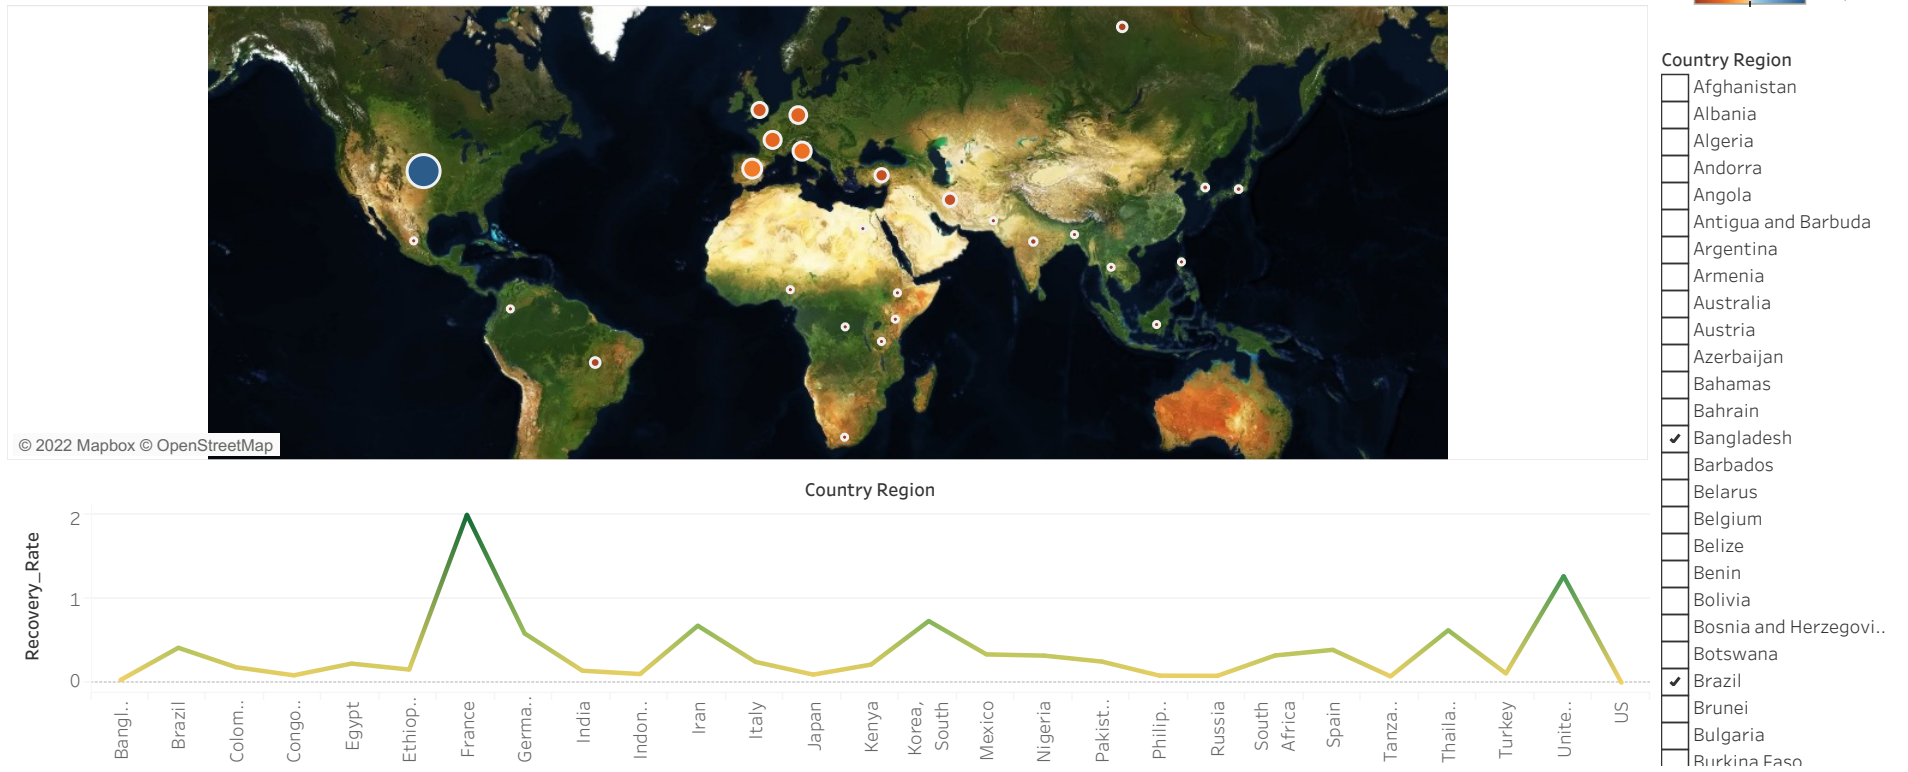 © 2022 Mapbox © OpenStreetMap
Country Region
Recovery_Rate
2
1
0
Bangl..
Brazil
Colom..
Congo..
Egypt
Ethiop..
France
Germa..
India
Indon..
Iran
Italy
Japan
Kenya
Korea,
South
Mexico
Nigeria
Pakist..
Philip..
Russia
South
Africa
Spain
Tanza..
Thaila..
Turkey
Unite..
US
Country Region
Afghanistan
Albania
Algeria
Andorra
Angola
Antigua and Barbuda
Argentina
Armenia
Australia
Austria
Azerbaijan
Bahamas
Bahrain
Bangladesh
Barbados
Belarus
Belgium
Belize
Benin
Bolivia
Bosnia and Herzegovi..
Botswana
Brazil
Brunei
Bulgaria
Burkina Faso